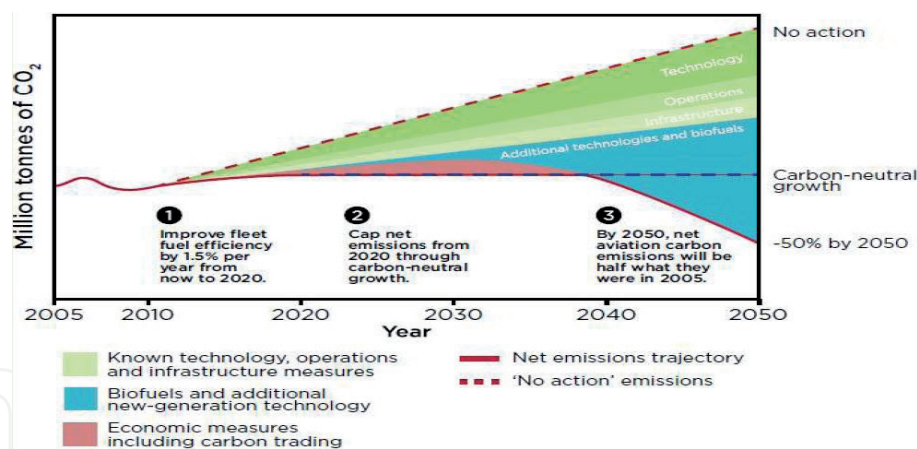 No action
Technology
Operations
Infrastructure
Additional technologies and biofuels
Million tonnes of CO2
Carbon-neutral
growth
-50% by 2050
1
Improve fleet
fuel efficiency
by 1.5% per
year from
now to 2020.
2
Cap net
emissions from
2020 through
carbon-neutral
growth.
3
By 2050, net
aviation carbon
emissions will be
half what they
were in 2005.
2005 2010 2020 2030 2040 2050
Year
Known technology, operations
and infrastructure measures
Biofuels and additional
new-generation technology
Economic measures
including carbon trading
Net emissions trajectory
'No action' emissions